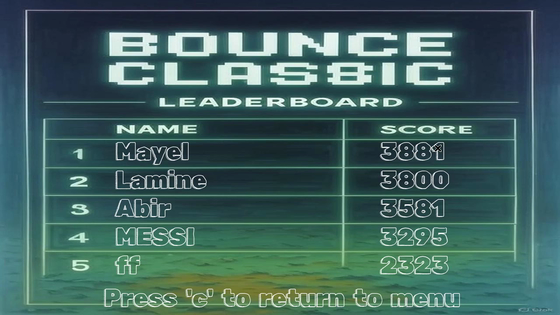 BOUNCE
CLASSIC
LEADERBOARD
NAME SCORE
1 Mayel 3881
2 Lamine 3800
3 Abir 3581
4 MESSI 3295
5 ff 2323
Press 'c' to return to menu